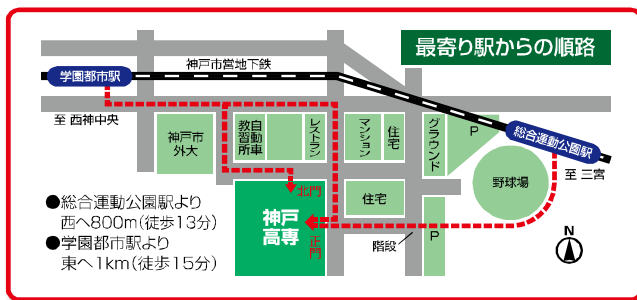 最寄り駅からの順路
神戸市営地下鉄
学園都市駅
至 西神中央
神戸市
外大
自動車
教習所
レストラン
マンション
住宅
グラウンド
P
総合運動公園駅
至 三宮
野球場
住宅
北門
神戸
高専
正門
階段
P
N
●総合運動公園駅より
西へ800m(徒歩13分)
●学園都市駅より
東へ1km(徒歩15分)